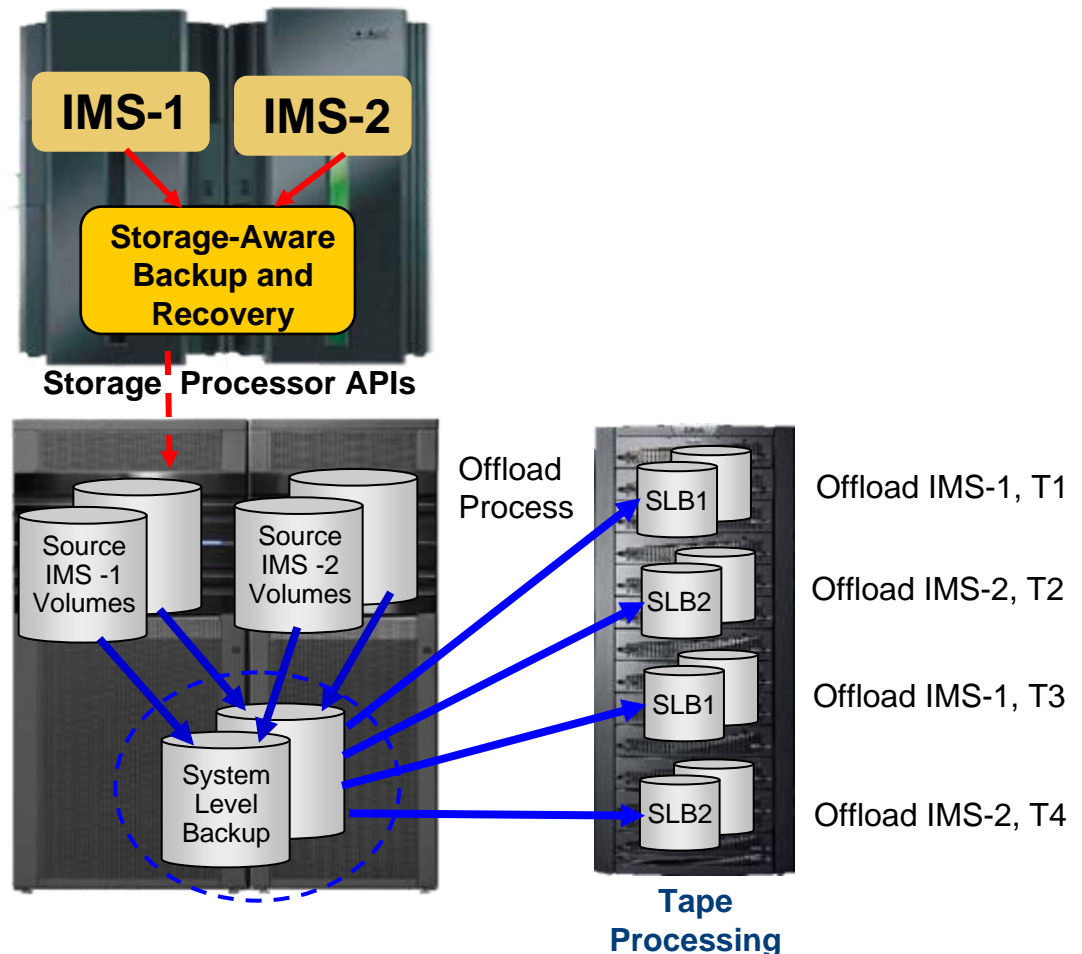 IMS-1
IMS-2
Storage-Aware
Backup and
Recovery
Storage Processor APIs
Source
IMS -1
Volumes
Source
IMS -2
Volumes
Offload
Process
System
Level
Backup
SLB1
Offload IMS-1, T1
SLB2
Offload IMS-2, T2
SLB1
Offload IMS-1, T3
SLB2
Offload IMS-2, T4
Tape
Processing